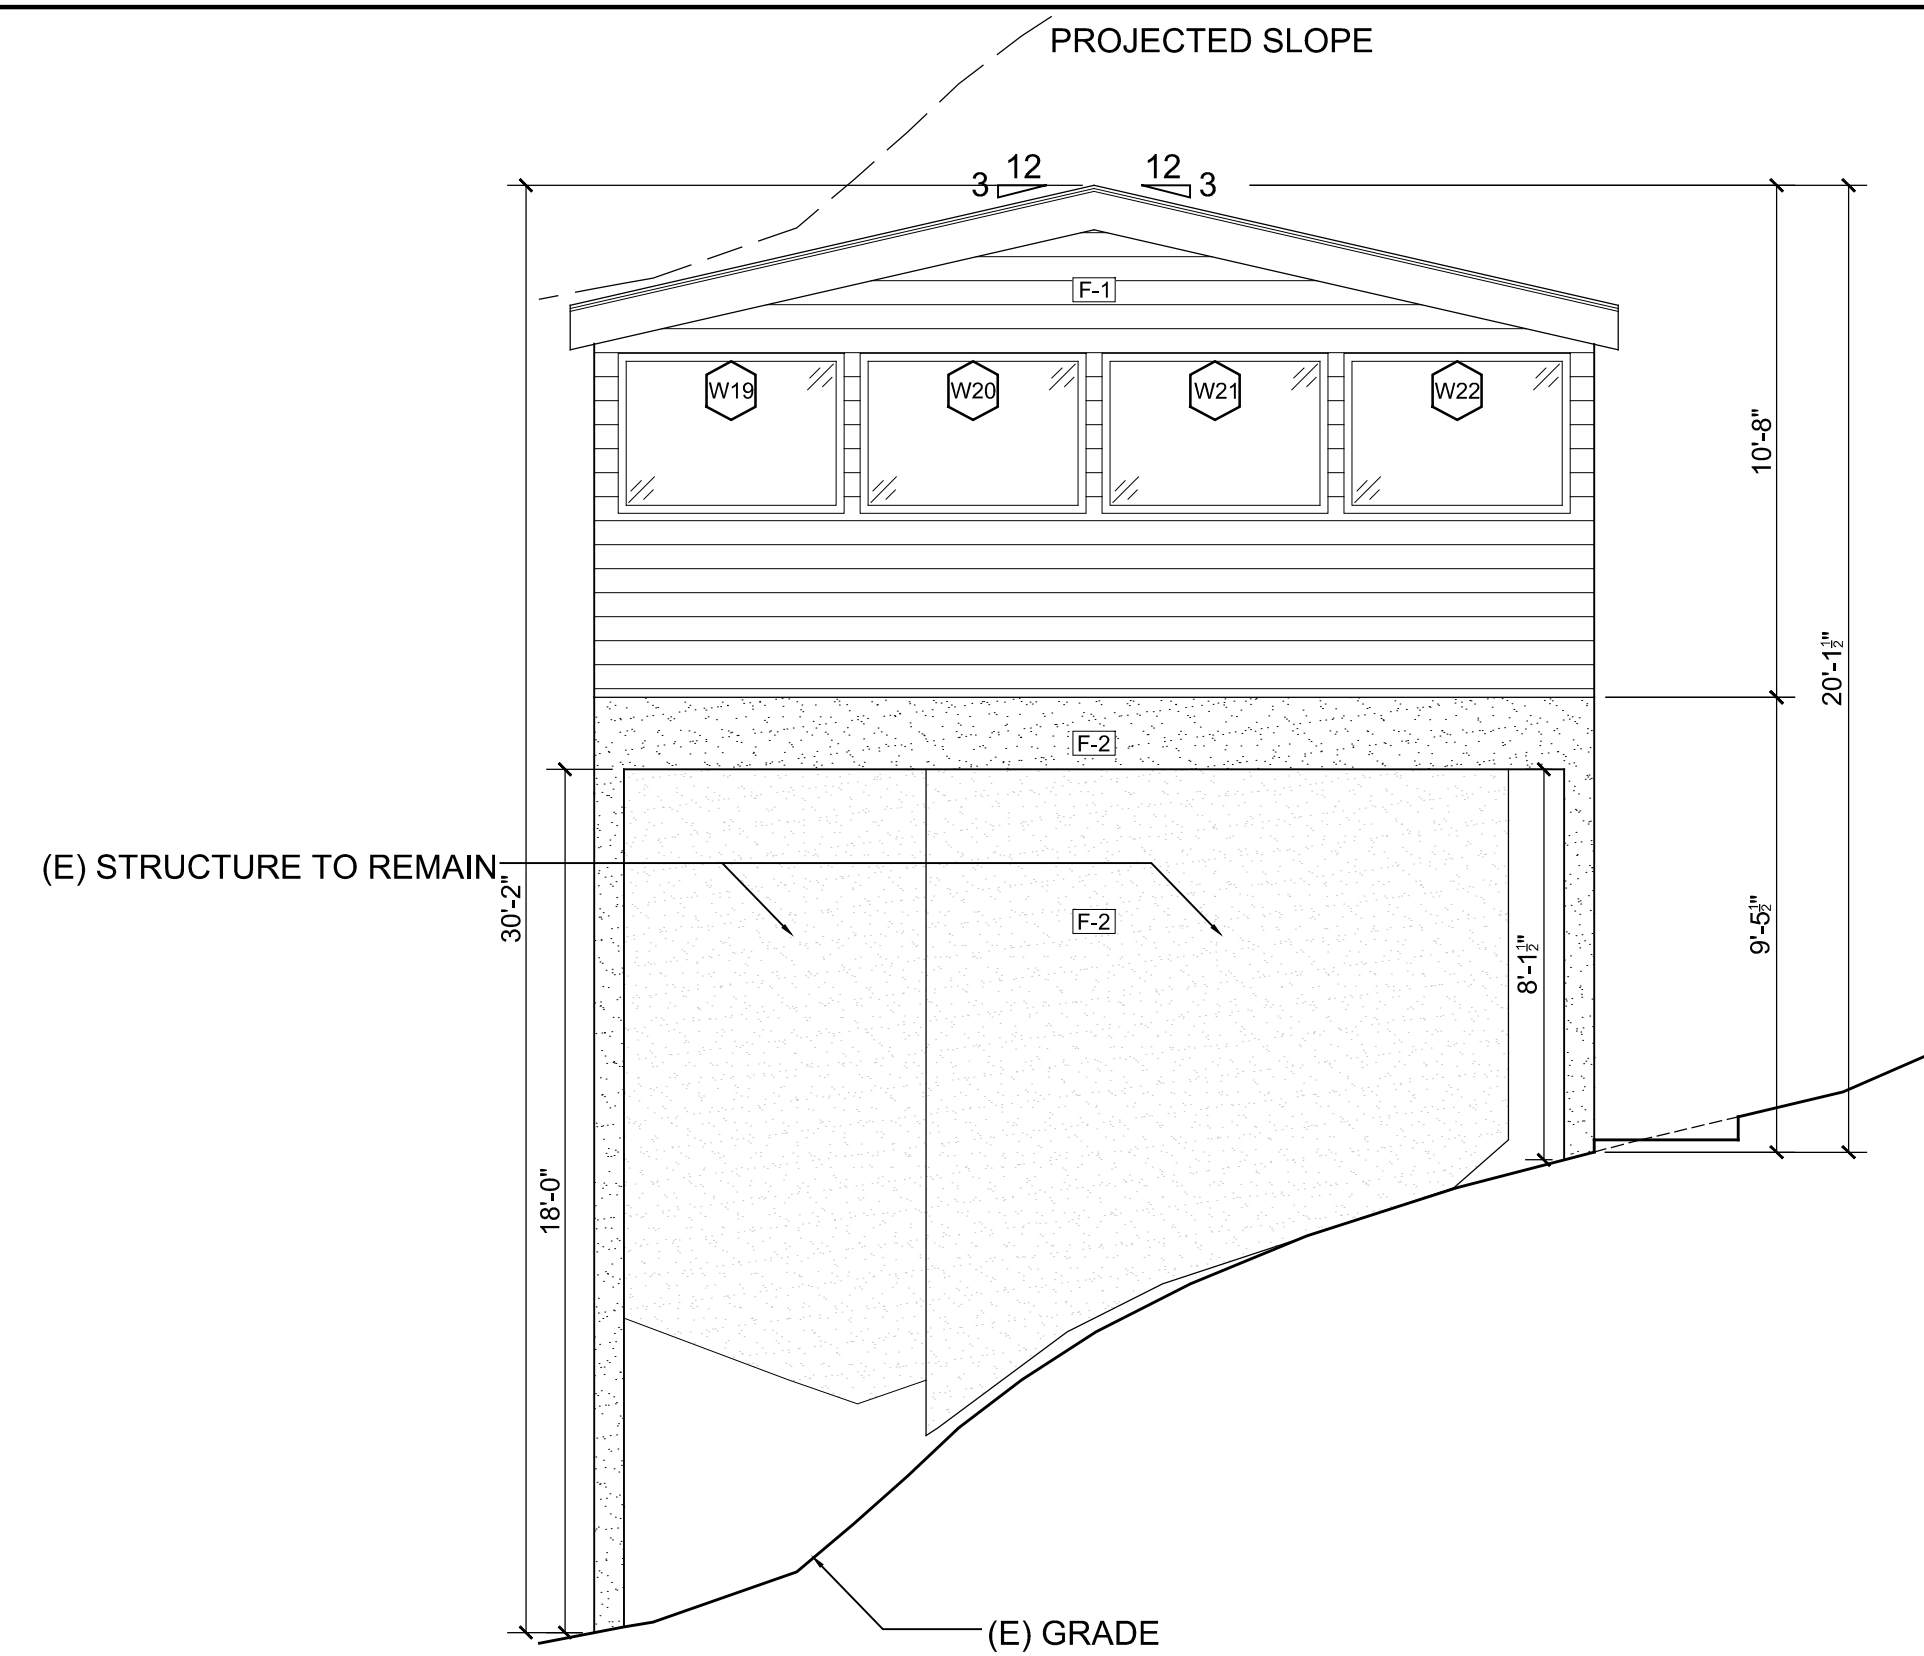 PROJECTED SLOPE
12 12
3 3
F-1
W19 W20 W21 W22
10'-8"
20'-1½"
F-2
(E) STRUCTURE TO REMAIN
30'-2"
F-2
9'-5½"
8'-1½"
18'-0"
(E) GRADE